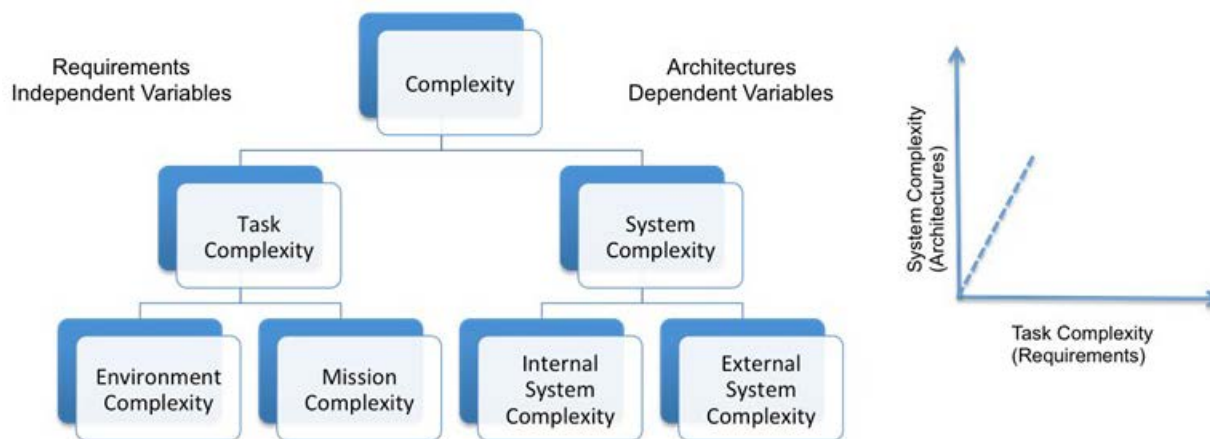 Requirements
Independent Variables
Complexity
Architectures
Dependent Variables
Task
Complexity
System
Complexity
Environment
Complexity
Mission
Complexity
Internal
System
Complexity
External
System
Complexity
System Complexity
(Architectures)
Task Complexity
(Requirements)